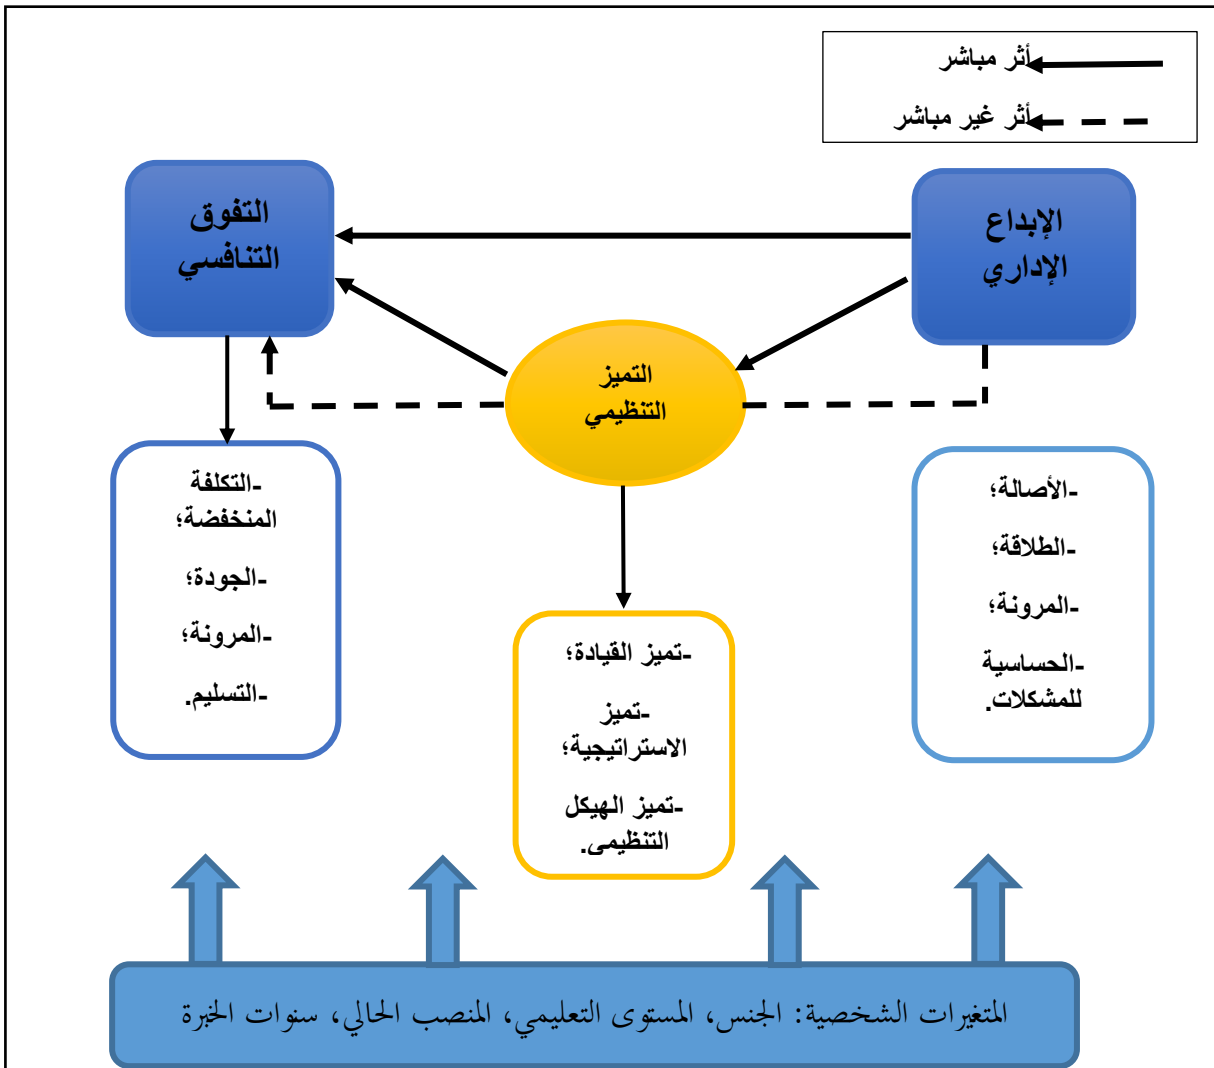 أثر مباشر
أثر غير مباشر
الإبداع
الإداري
التفوق
التنافسي
التميز
التنظيمي
-الأصالة؛
-الطلاقة؛
-المرونة؛
-الحساسية
للمشكلات.
-تميز القيادة؛
-تميز
الاستراتيجية؛
-تميز الهيكل
التنظيمي.
-التكلفة
المنخفضة؛
-الجودة؛
-المرونة؛
-التسليم.
المتغيرات الشخصية: الجنس، المستوى التعليمي، المنصب الحالي، سنوات الخبرة